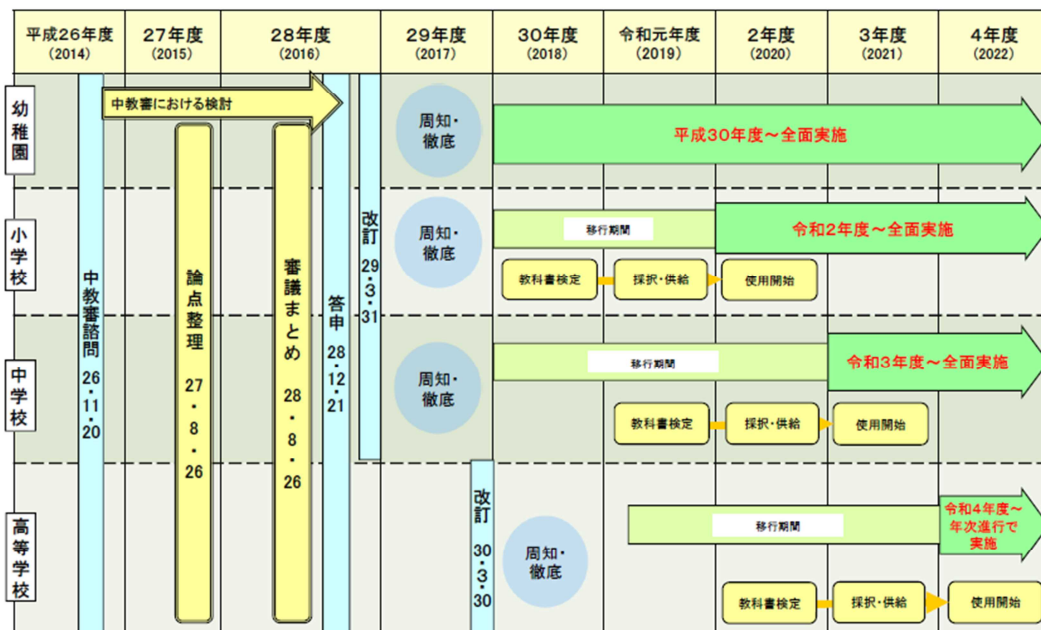 平成26年度
(2014)
27年度
(2015)
28年度
(2016)
29年度
(2017)
30年度
(2018)
令和元年度
(2019)
2年度
(2020)
3年度
(2021)
4年度
(2022)
幼稚園
小学校
中学校
高等学校
中教審諮問 26・11・20
中教審における検討
論点整理 27・8・26
審議まとめ 28・8・26
答申 28・12・21
改訂 29・3・31
周知・
徹底
平成30年度～全面実施
周知・
徹底
移行期間
令和2年度～全面実施
教科書検定
採択・供給
使用開始
周知・
徹底
移行期間
令和3年度～全面実施
教科書検定
採択・供給
使用開始
改訂 30・3・30
周知・
徹底
移行期間
令和4年度～
年次進行で
実施
教科書検定
採択・供給
使用開始